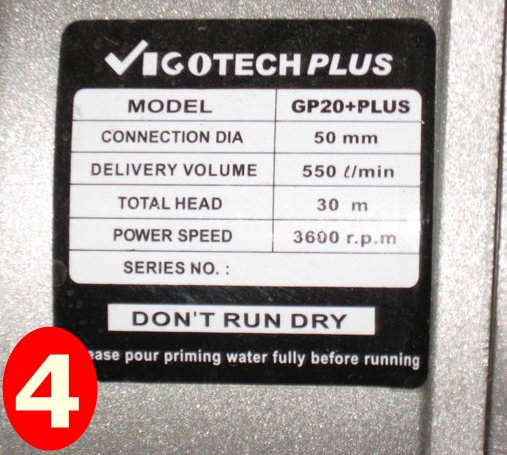 VIGOTECH PLUS
MODEL GP20+PLUS
CONNECTION DIA 50 mm
DELIVERY VOLUME 550 ℓ/min
TOTAL HEAD 30 m
POWER SPEED 3600 r.p.m
SERIES NO. :
DON'T RUN DRY
ease pour priming water fully before running
4